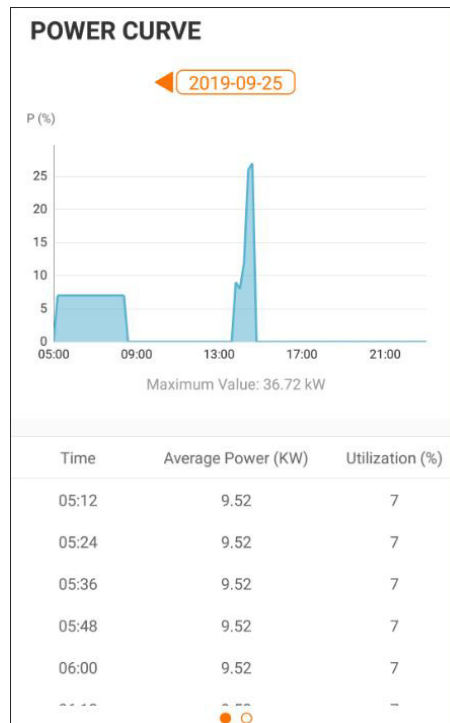 POWER CURVE
2019-09-25
P (%)
25
20
15
10
5
0
05:00 09:00 13:00 17:00 21:00
Maximum Value: 36.72 kW
Time Average Power (KW) Utilization (%)
05:12 9.52 7
05:24 9.52 7
05:36 9.52 7
05:48 9.52 7
06:00 9.52 7